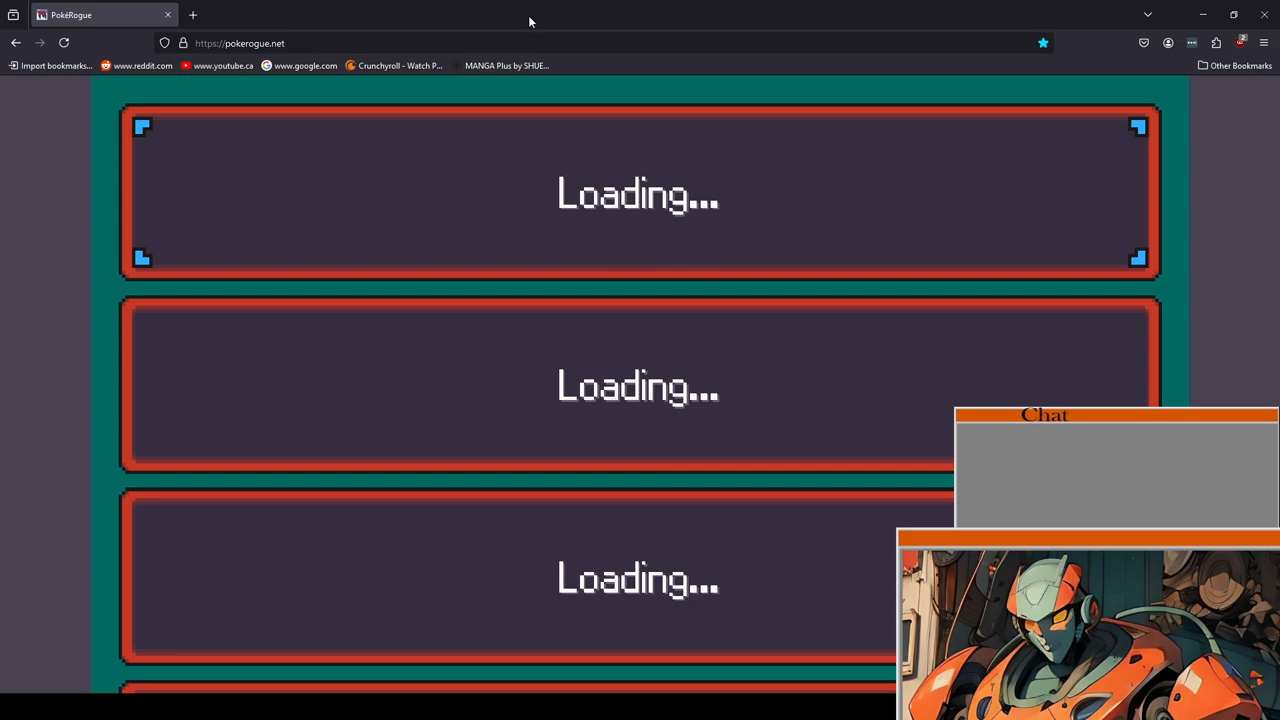 PokéRogue
https://pokerogue.net
Import bookmarks... www.reddit.com www.youtube.ca www.google.com Crunchyroll - Watch P... MANGA Plus by SHUE... Other Bookmarks
2
Loading...
Loading...
Loading...
Chat